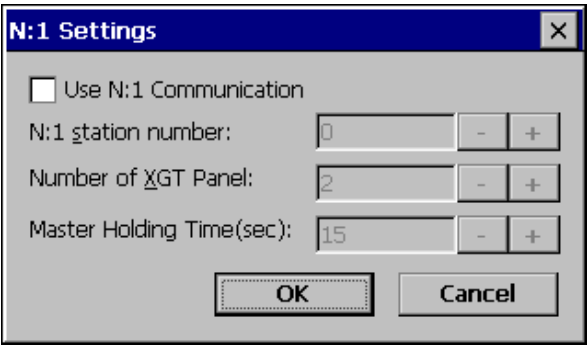 N:1 Settings
Use N:1 Communication
N:1 station number: 0 - +
Number of XGT Panel: 2 - +
Master Holding Time(sec): 15 - +
OK Cancel